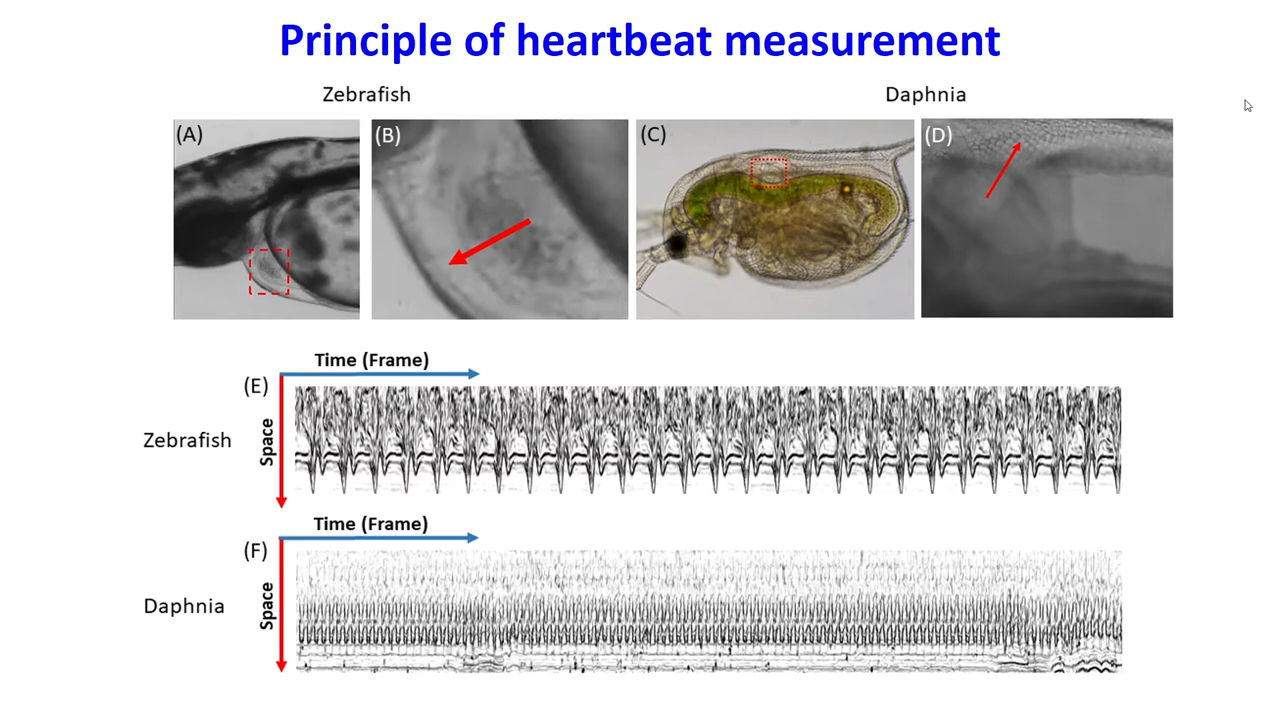 Principle of heartbeat measurement
Zebrafish
Daphnia
(A)
(B)
(C)
(D)
Time (Frame)
(E)
Zebrafish
Space
Time (Frame)
(F)
Daphnia
Space